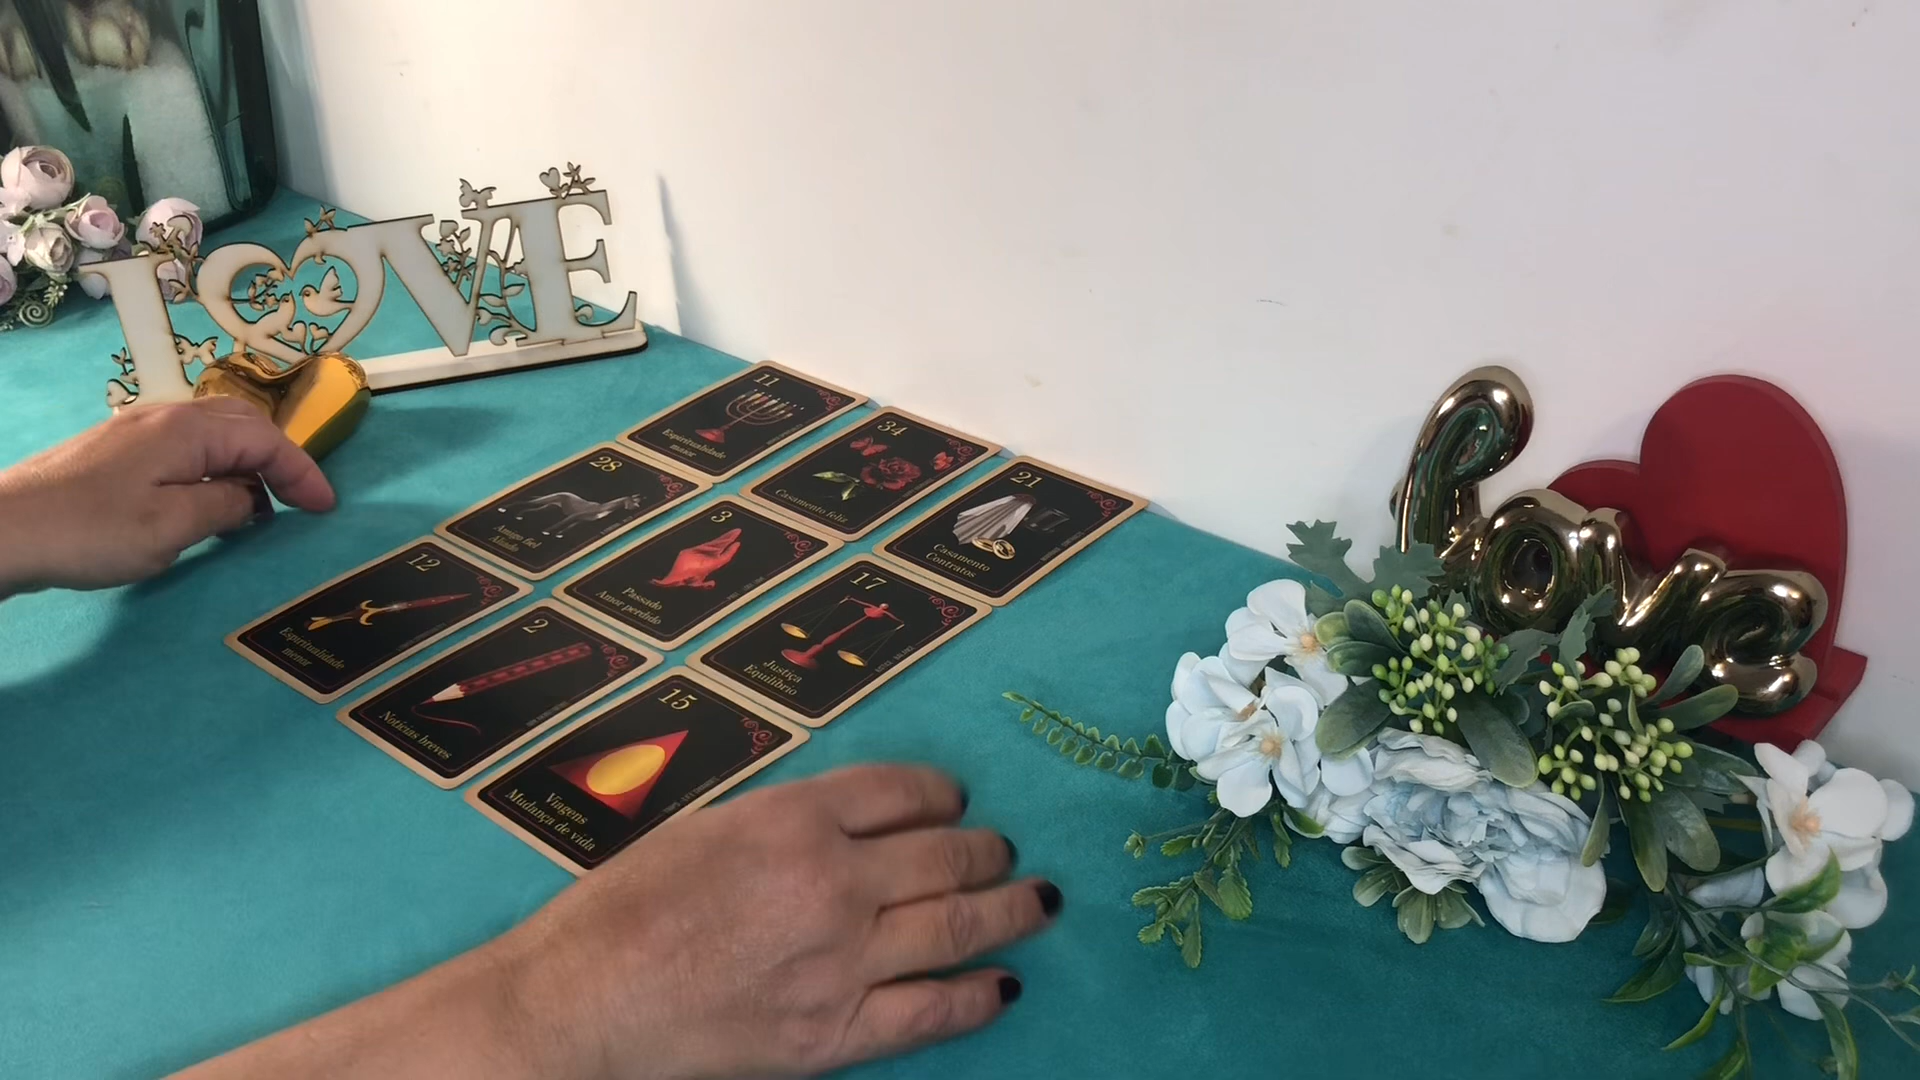 LOVE
11
Espiritualidade
maior
34
Casamento feliz
21
Casamento
Contratos
28
Amigo fiel
Aliado
3
Passado
Amor perdido
17
Justiça
Equilíbrio
12
Espiritualidade
menor
2
Notícias breves
15
Viagens
Mudança de vida
Love